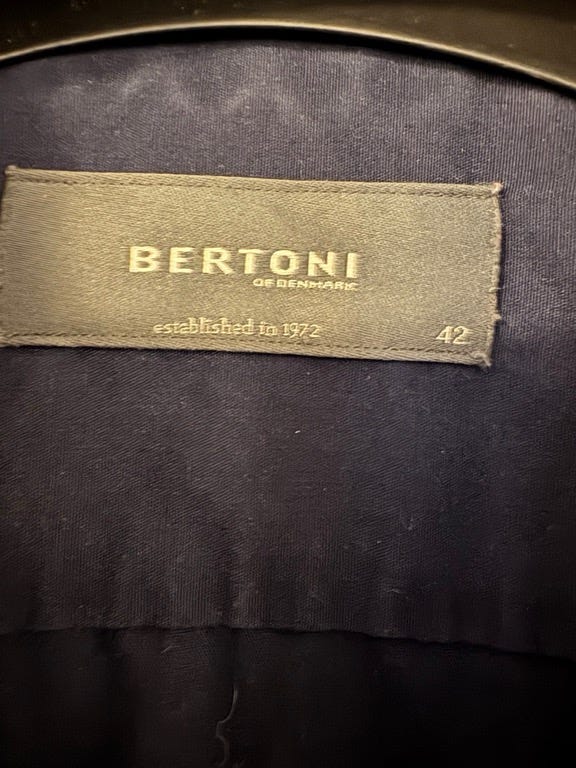 BERTONI
OF DENMARK
established in 1972
42